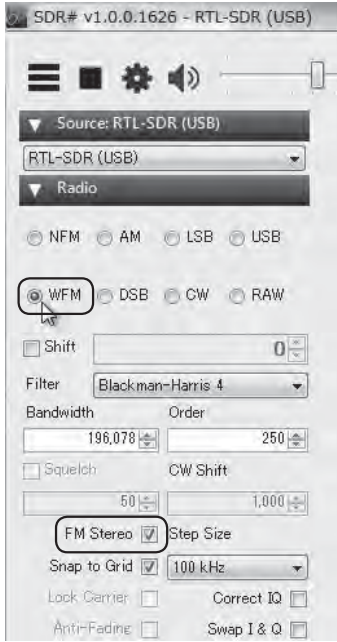 SDR# v1.0.0.1626 - RTL-SDR (USB)
Source: RTL-SDR (USB)
RTL-SDR (USB)
Radio
NFM AM LSB USB
WFM DSB CW RAW
Shift 0
Filter Blackman-Harris 4
Bandwidth Order
196,078 250
Squelch CW Shift
50 1,000
FM Stereo Step Size
Snap to Grid 100 kHz
Lock Carrier Correct IQ
Anti-Fading Swap I & Q